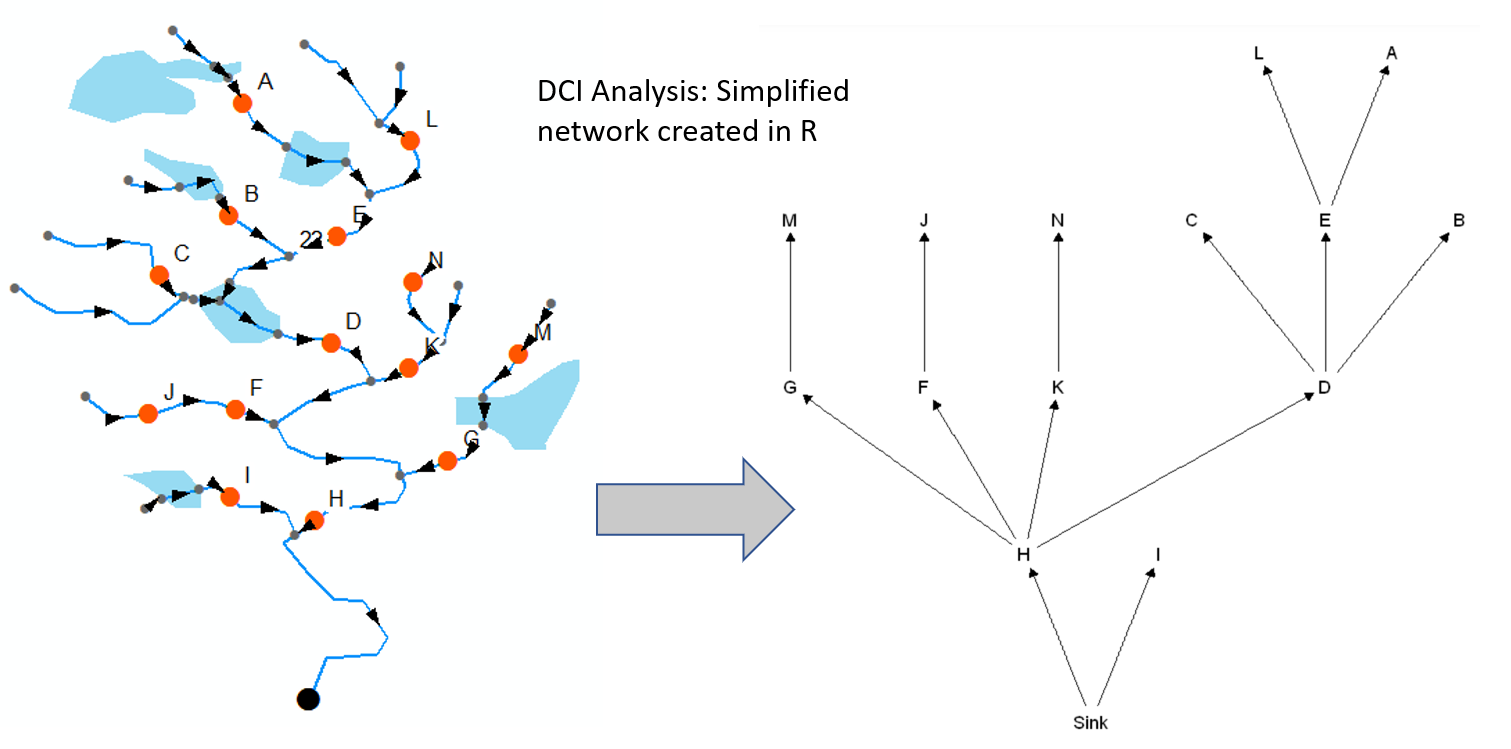 A
L
DCI Analysis: Simplified
network created in R
B
E
22
C
N
D
K
M
J
F
G
I
H
L
A
M
J
N
C
E
B
G
F
K
D
H
I
Sink